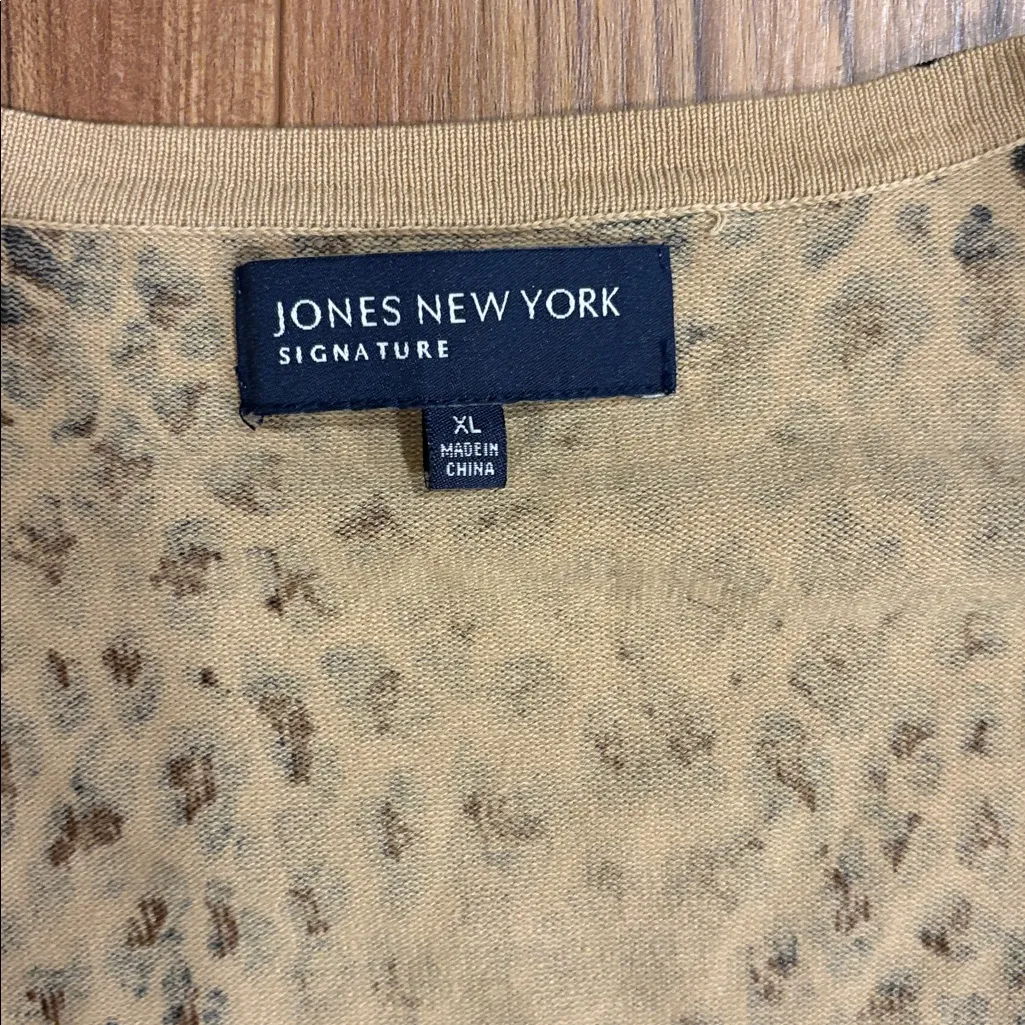 JONES NEW YORK
SIGNATURE
XL
MADE IN
CHINA